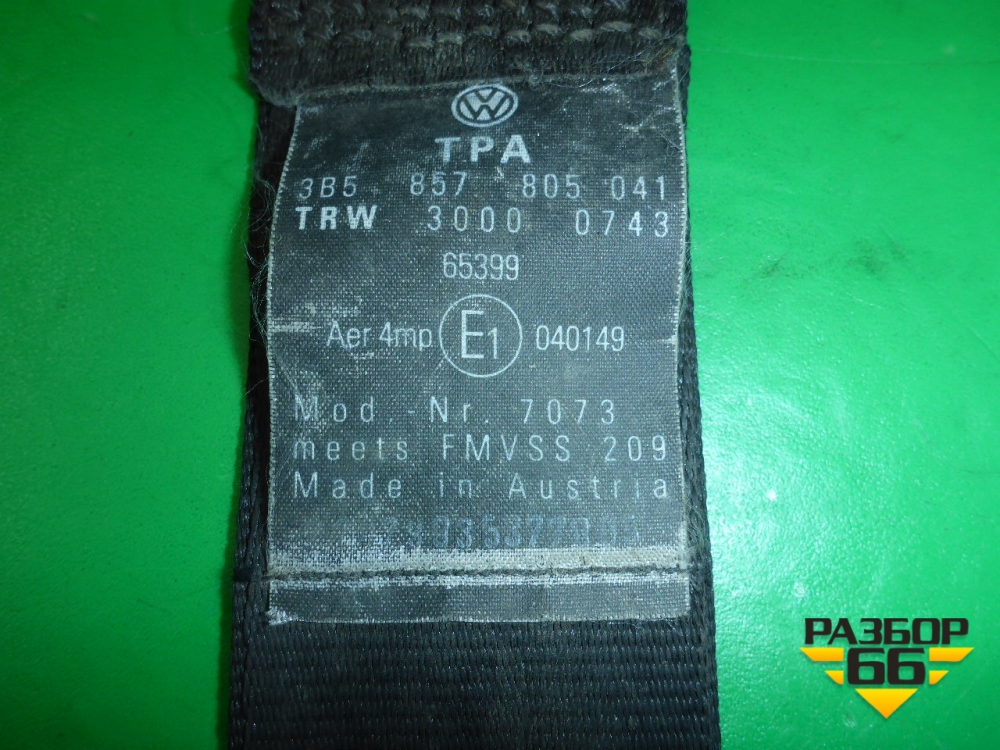 TPA
3B5 857 805 041
TRW 3000 0743
65399
Aer 4mp E1 040149
Mod.-Nr. 7073
meets FMVSS 209
Made in Austria
РАЗБОР
66